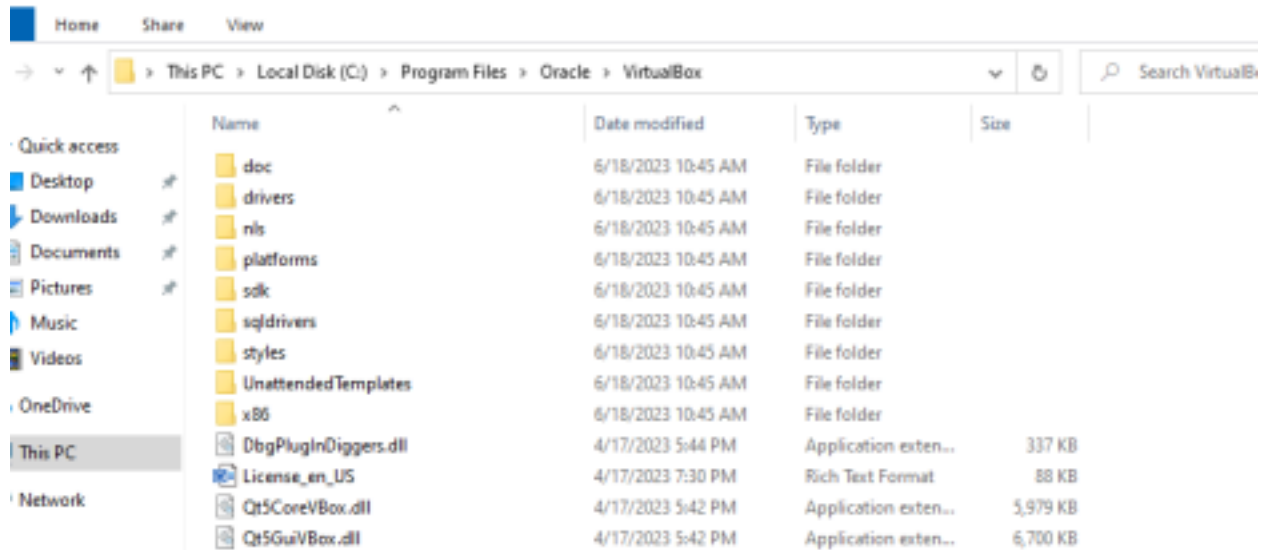 Home Share View
This PC > Local Disk (C:) > Program Files > Oracle > VirtualBox
Search VirtualB
Name Date modified Type Size
Quick access
Desktop
Downloads
Documents
Pictures
Music
Videos
OneDrive
This PC
Network
doc 6/18/2023 10:45 AM File folder
drivers 6/18/2023 10:45 AM File folder
nls 6/18/2023 10:45 AM File folder
platforms 6/18/2023 10:45 AM File folder
sdk 6/18/2023 10:45 AM File folder
sqldrivers 6/18/2023 10:45 AM File folder
styles 6/18/2023 10:45 AM File folder
UnattendedTemplates 6/18/2023 10:45 AM File folder
x86 6/18/2023 10:45 AM File folder
DbgPlugInDiggers.dll 4/17/2023 5:44 PM Application exten... 337 KB
License_en_US 4/17/2023 7:30 PM Rich Text Format 88 KB
Qt5CoreVBox.dll 4/17/2023 5:42 PM Application exten... 5,979 KB
Qt5GuiVBox.dll 4/17/2023 5:42 PM Application exten... 6,700 KB